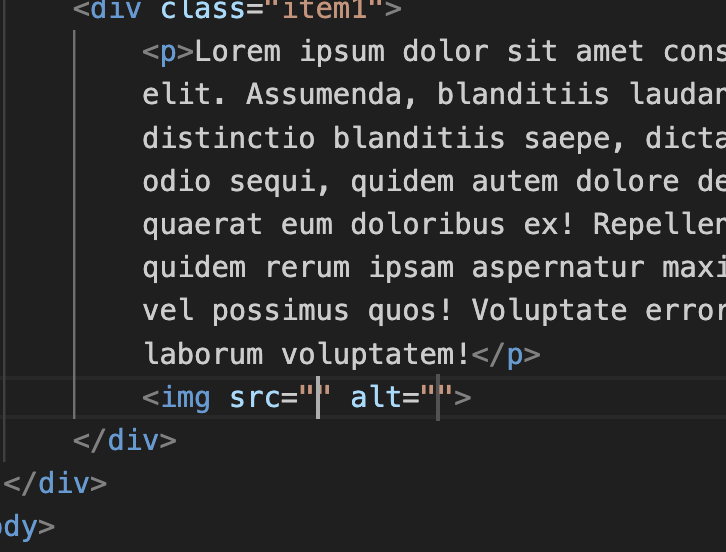 <div class="item1">
<p>Lorem ipsum dolor sit amet cons
elit. Assumenda, blanditiis laudan
distinctio blanditiis saepe, dicta
odio sequi, quidem autem dolore de
quaerat eum doloribus ex! Repellen
quidem rerum ipsam aspernatur maxi
vel possimus quos! Voluptate error
laborum voluptatem!</p>
<img src="" alt="">
</div>
</div>
ody>